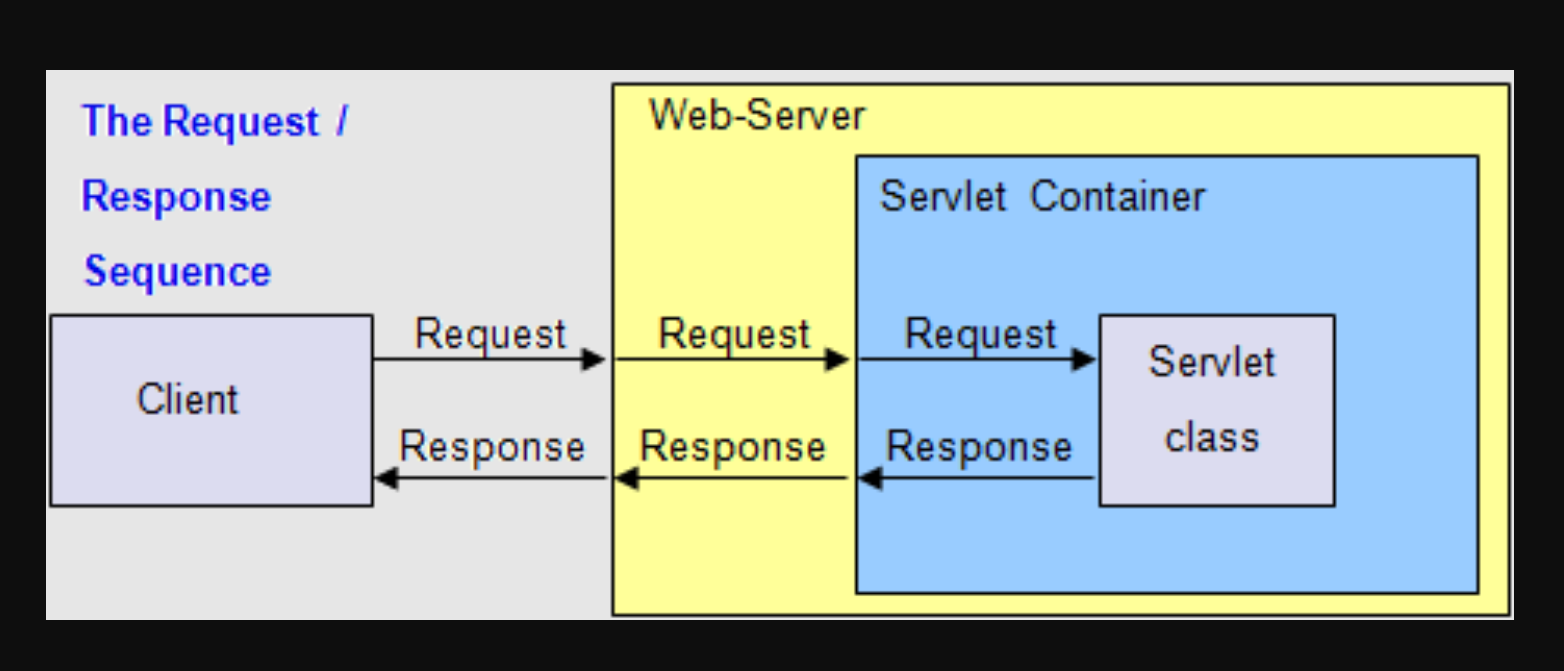 The Request /
Response
Sequence
Web-Server
Servlet Container
Client
Request
Request
Request
Response
Response
Response
Servlet
class